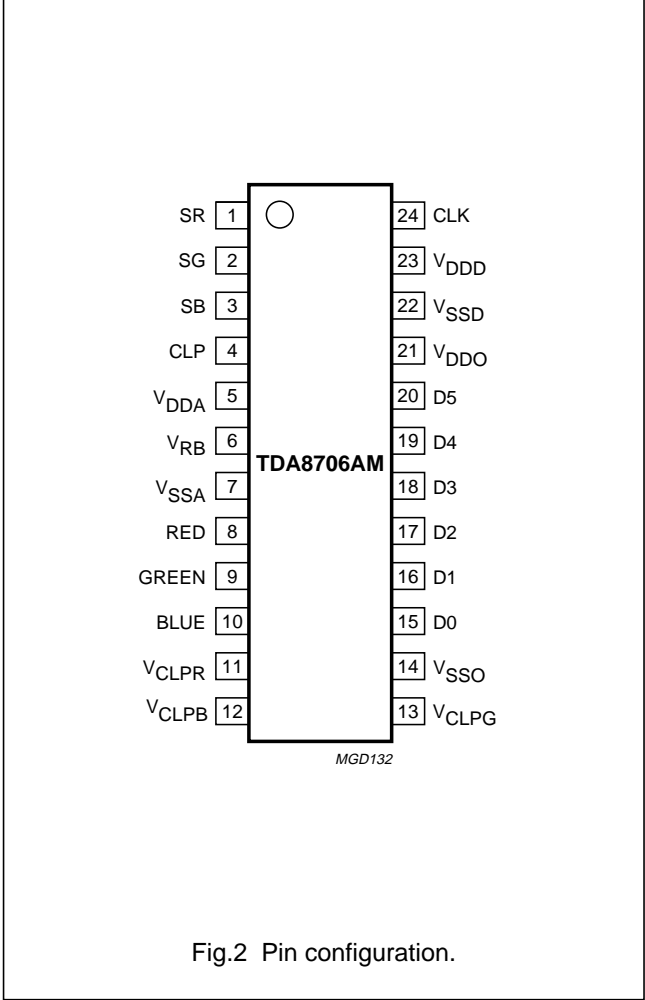 SR 1 24 CLK
SG 2 23 VDDD
SB 3 22 VSSD
CLP 4 21 VDDO
VDDA 5 20 D5
VRB 6 19 D4
TDA8706AM
VSSA 7 18 D3
RED 8 17 D2
GREEN 9 16 D1
BLUE 10 15 D0
VCLPR 11 14 VSSO
VCLPB 12 13 VCLPG
MGD132
Fig.2 Pin configuration.